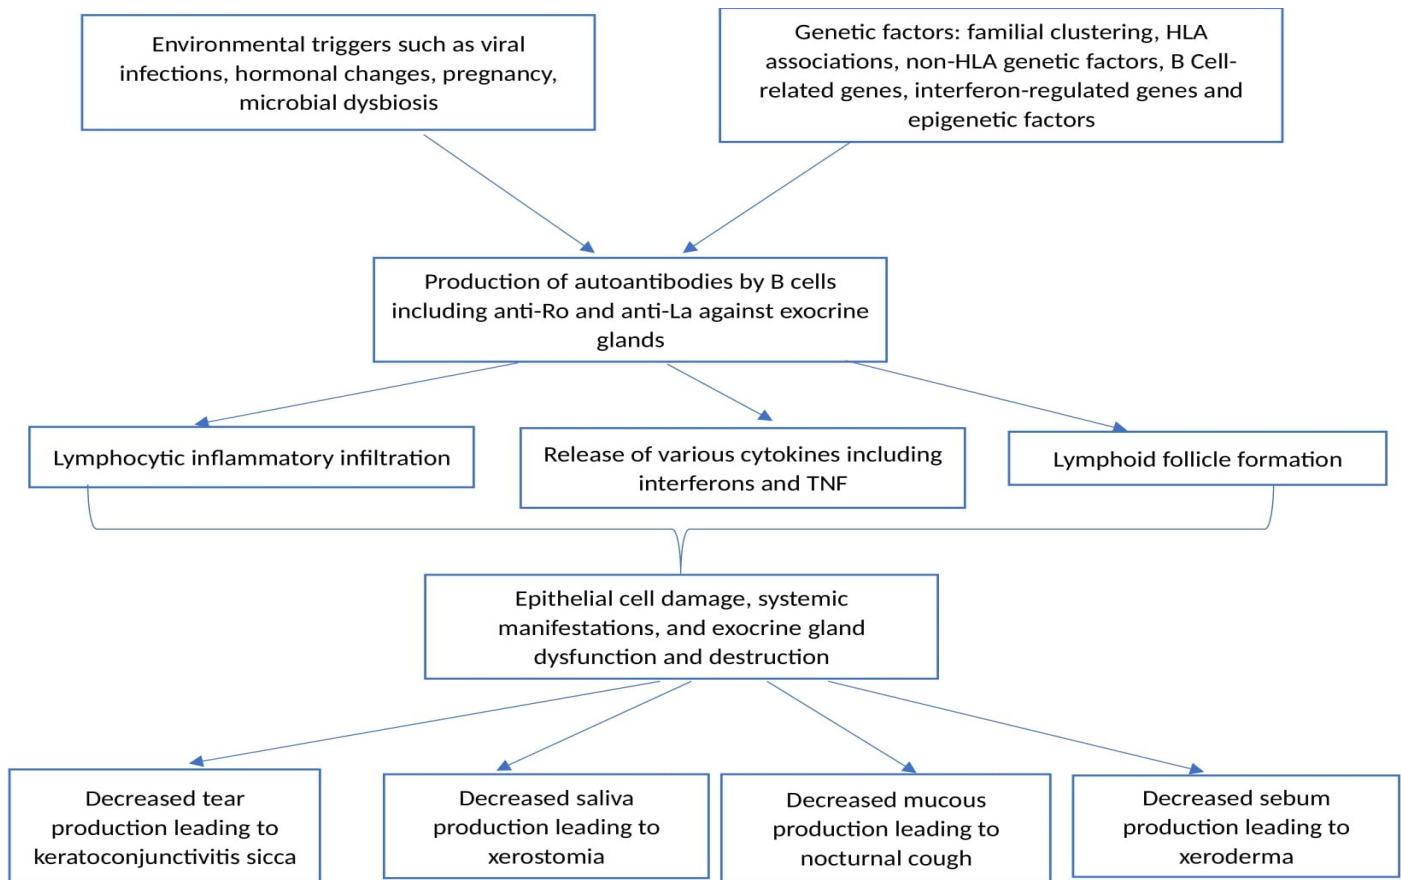 Environmental triggers such as viral
infections, hormonal changes, pregnancy,
microbial dysbiosis
Genetic factors: familial clustering, HLA
associations, non-HLA genetic factors, B Cell-
related genes, interferon-regulated genes and
epigenetic factors
Production of autoantibodies by B cells
including anti-Ro and anti-La against exocrine
glands
Lymphocytic inflammatory infiltration
Release of various cytokines including
interferons and TNF
Lymphoid follicle formation
Epithelial cell damage, systemic
manifestations, and exocrine gland
dysfunction and destruction
Decreased tear
production leading to
keratoconjunctivitis sicca
Decreased saliva
production leading to
xerostomia
Decreased mucous
production leading to
nocturnal cough
Decreased sebum
production leading to
xeroderma